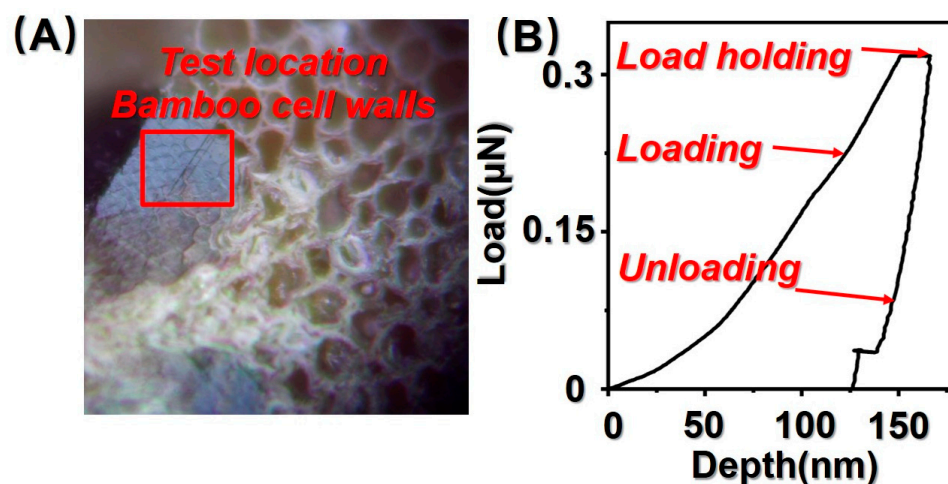 (A)
Test location
Bamboo cell walls
(B)
Load holding
Loading
Unloading
Load(μN)
0.3
0.15
0
0
50
100
150
Depth(nm)